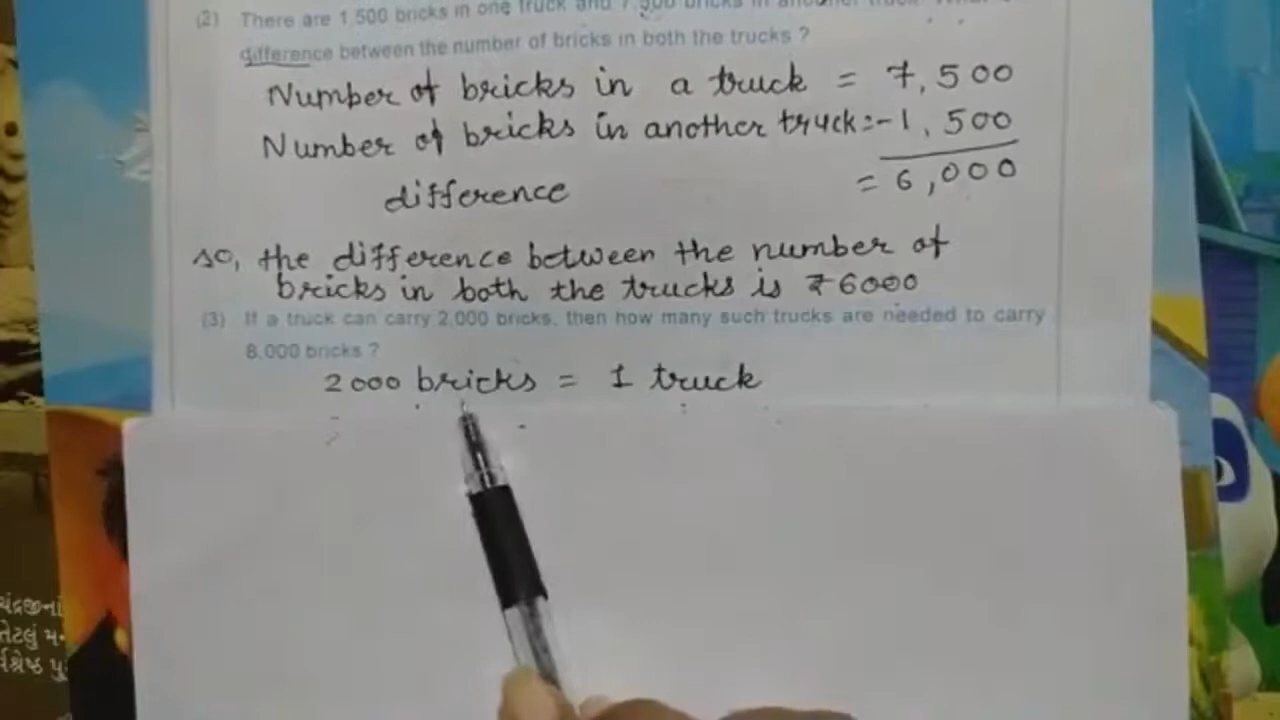 (2) There are 1,500 bricks in one truck and 7,500 bricks in another truck.
difference between the number of bricks in both the trucks ?
Number of bricks in a truck = 7,500
Number of bricks in another truck = -1,500
difference = 6,000
so, the difference between the number of
bricks in both the trucks is ₹6000
(3) If a truck can carry 2,000 bricks, then how many such trucks are needed to carry
8,000 bricks ?
2000 bricks = 1 truck
ચંદ્રજીનાં
તેટલું મ
ર્વશ્રેષ્ઠ પુ